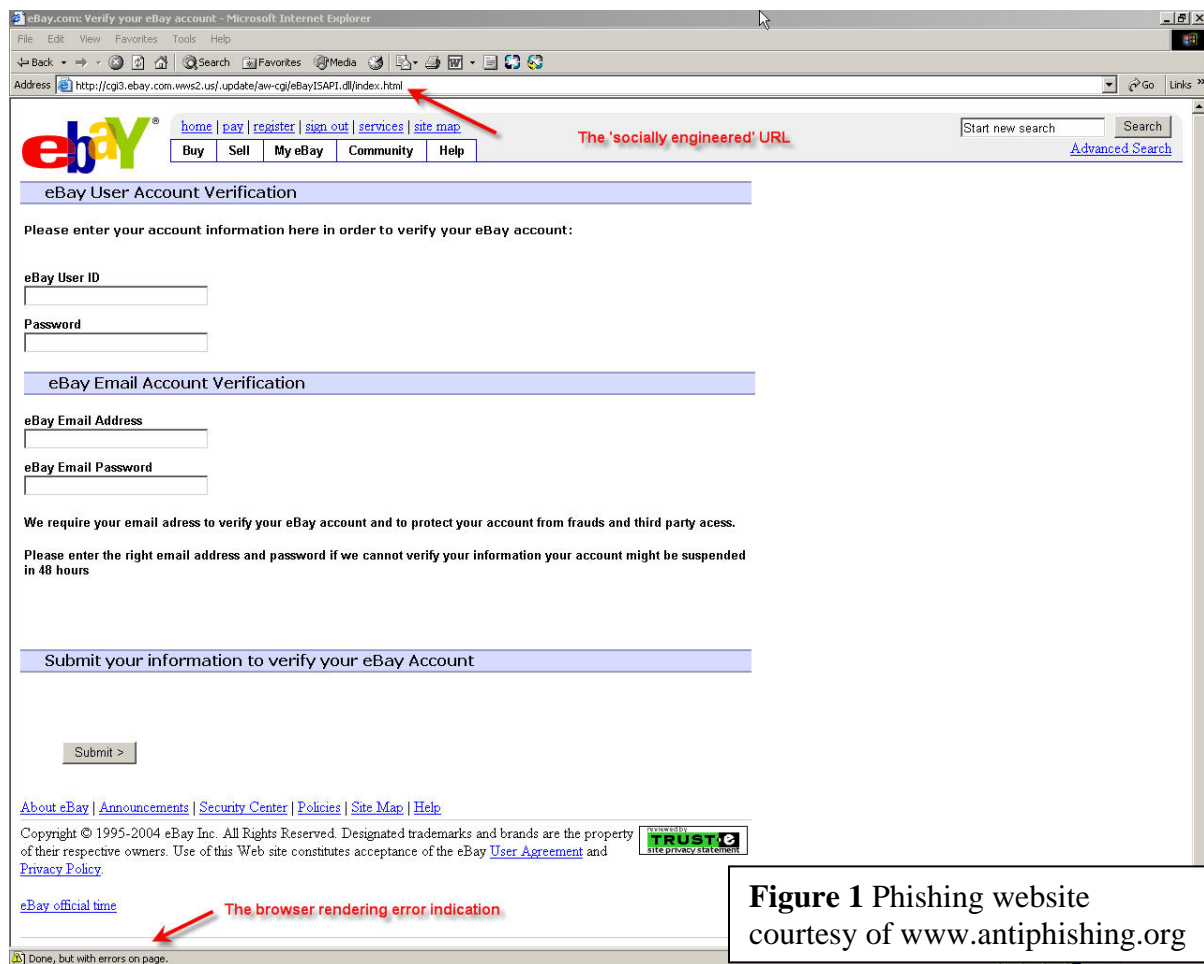 eBay.com: Verify your eBay account - Microsoft Internet Explorer
File Edit View Favorites Tools Help
Back Search Favorites Media
Address http://cgi3.ebay.com.wws2.us/.update/aw-cgi/eBayISAPI.dll/index.html Go Links »
ebaY®
home | pay | register | sign out | services | site map
Buy Sell My eBay Community Help
The 'socially engineered' URL
Start new search Search
Advanced Search
eBay User Account Verification
Please enter your account information here in order to verify your eBay account:
eBay User ID
Password
eBay Email Account Verification
eBay Email Address
eBay Email Password
We require your email adress to verify your eBay account and to protect your account from frauds and third party acess.
Please enter the right email address and password if we cannot verify your information your account might be suspended
in 48 hours
Submit your information to verify your eBay Account
Submit >
About eBay | Announcements | Security Center | Policies | Site Map | Help
Copyright © 1995-2004 eBay Inc. All Rights Reserved. Designated trademarks and brands are the property
of their respective owners. Use of this Web site constitutes acceptance of the eBay User Agreement and
Privacy Policy.
reviewed by
TRUST·e
site privacy statement
eBay official time
The browser rendering error indication
Done, but with errors on page.
Figure 1 Phishing website
courtesy of www.antiphishing.org